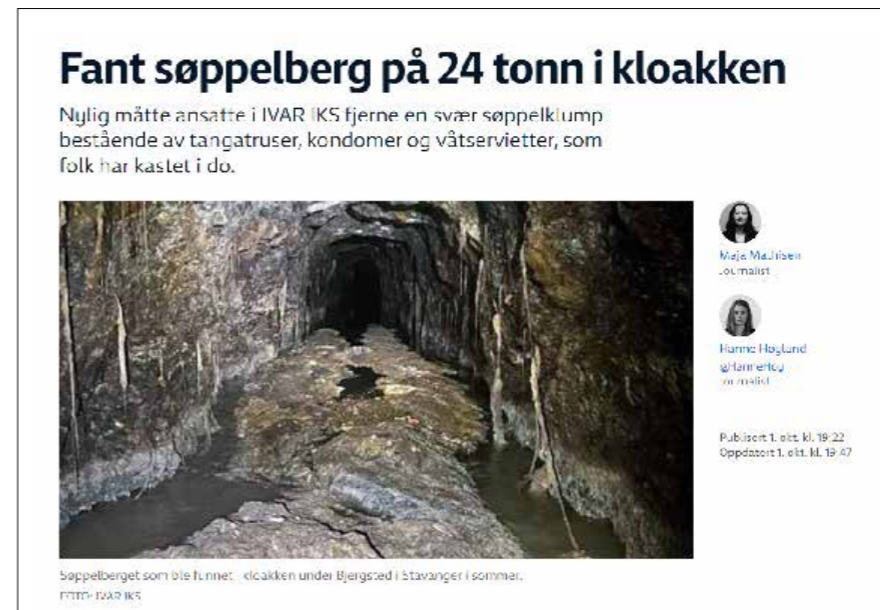 Fant søppelberg på 24 tonn i kloakken
Nylig måtte ansatte i IVAR IKS fjerne en svær søppelklump
bestående av tangatruser, kondomer og våtservietter, som
folk har kastet i do.
Maja Mathisen
Journalist
Hanne Høyland
@HanneHoy
Journalist
Publisert 1. okt. kl. 19:22
Oppdatert 1. okt. kl. 19:47
Søppelberget som ble funnet i kloakken under Bjergsted i Stavanger i sommer.
FOTO: IVAR IKS